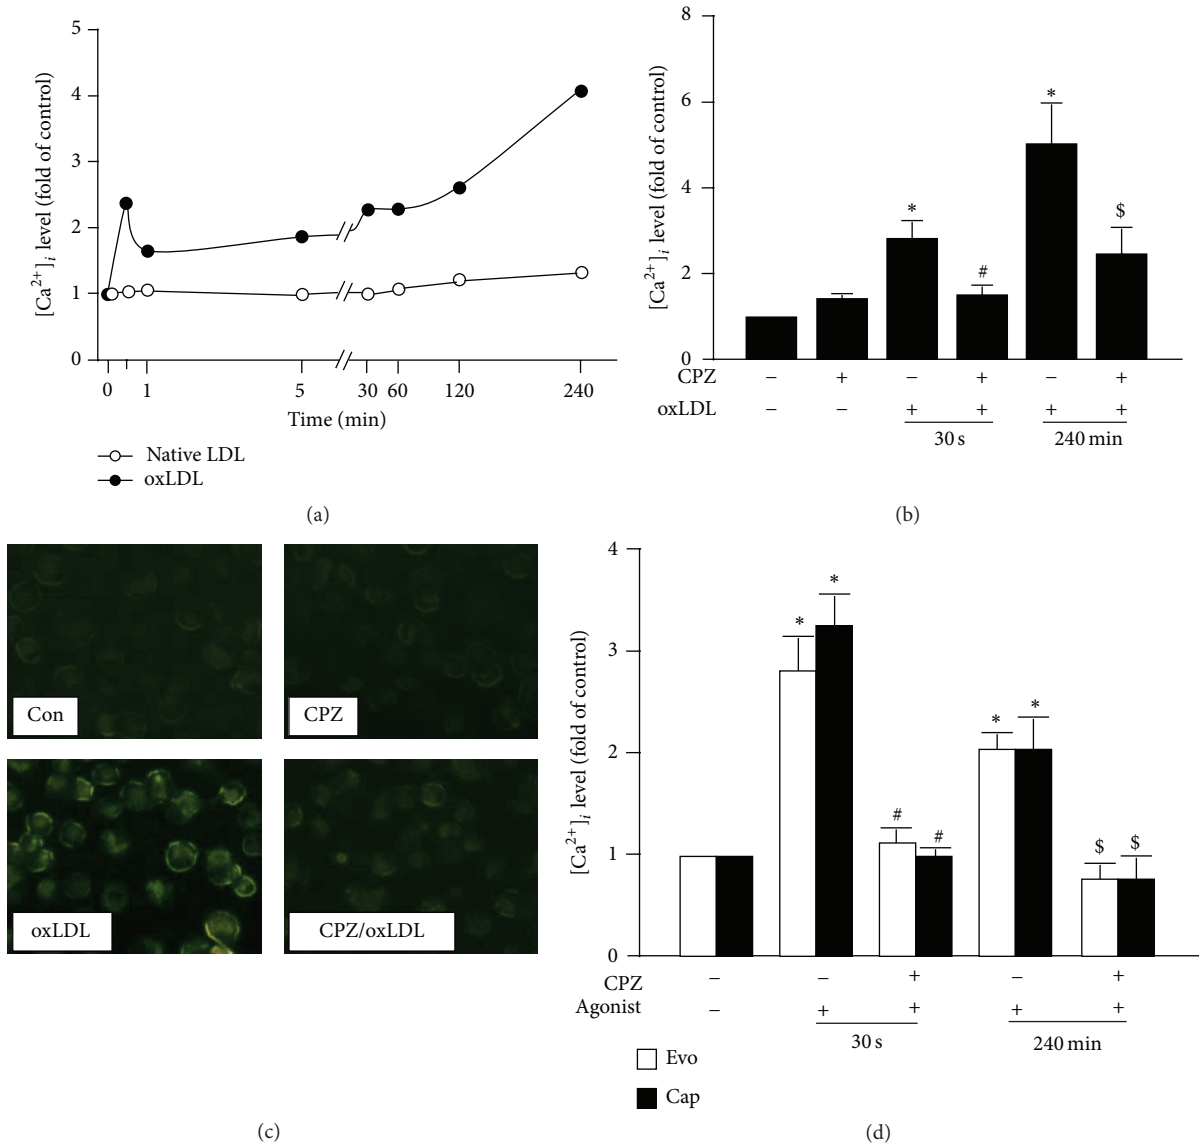 5
4
3
2
1
0
[Ca²⁺]ᵢ level (fold of control)
0 1 5 30 60 120 240
Time (min)
Native LDL
oxLDL
(a)
8
6
4
2
0
[Ca²⁺]ᵢ level (fold of control)
* # * $
CPZ − + − + − +
oxLDL − − + + + +
30 s 240 min
(b)
Con
CPZ
oxLDL
CPZ/oxLDL
(c)
4
3
2
1
0
[Ca²⁺]ᵢ level (fold of control)
* * # # * * $ $
CPZ − − + − +
Agonist − + + + +
30 s 240 min
Evo
Cap
(d)